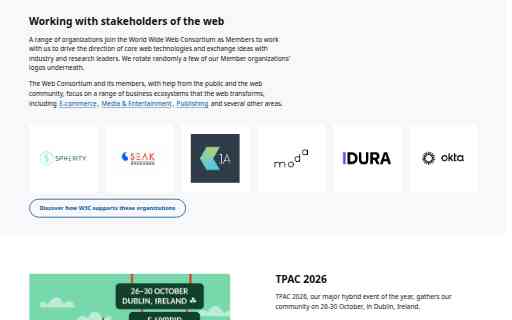 Working with stakeholders of the web
A range of organizations join the World Wide Web Consortium as Members to work
with us to drive the direction of core web technologies and exchange ideas with
industry and research leaders. We rotate randomly a few of our Member organizations'
logos underneath.
The Web Consortium and its members, with help from the public and the web
community, focus on a range of business ecosystems that the web transforms,
including E-commerce, Media & Entertainment, Publishing and several other areas.
SPHERITY
SEAK
1A
moda
IDURA
okta
Discover how W3C supports these organizations
26–30 OCTOBER
DUBLIN, IRELAND
TPAC 2026
TPAC 2026, our major hybrid event of the year, gathers our
community on 26-30 October, in Dublin, Ireland.